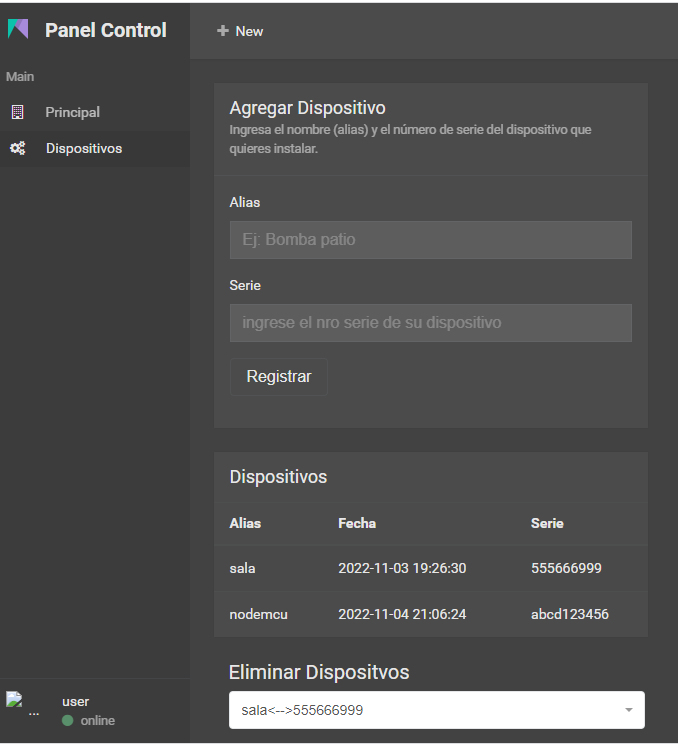 Panel Control
New
Main
Principal
Dispositivos
Agregar Dispositivo
Ingresa el nombre (alias) y el número de serie del dispositivo que
quieres instalar.
Alias
Ej: Bomba patio
Serie
ingrese el nro serie de su dispositivo
Registrar
Dispositivos
Alias Fecha Serie
sala 2022-11-03 19:26:30 555666999
nodemcu 2022-11-04 21:06:24 abcd123456
Eliminar Dispositvos
sala<-->555666999
...
user
online